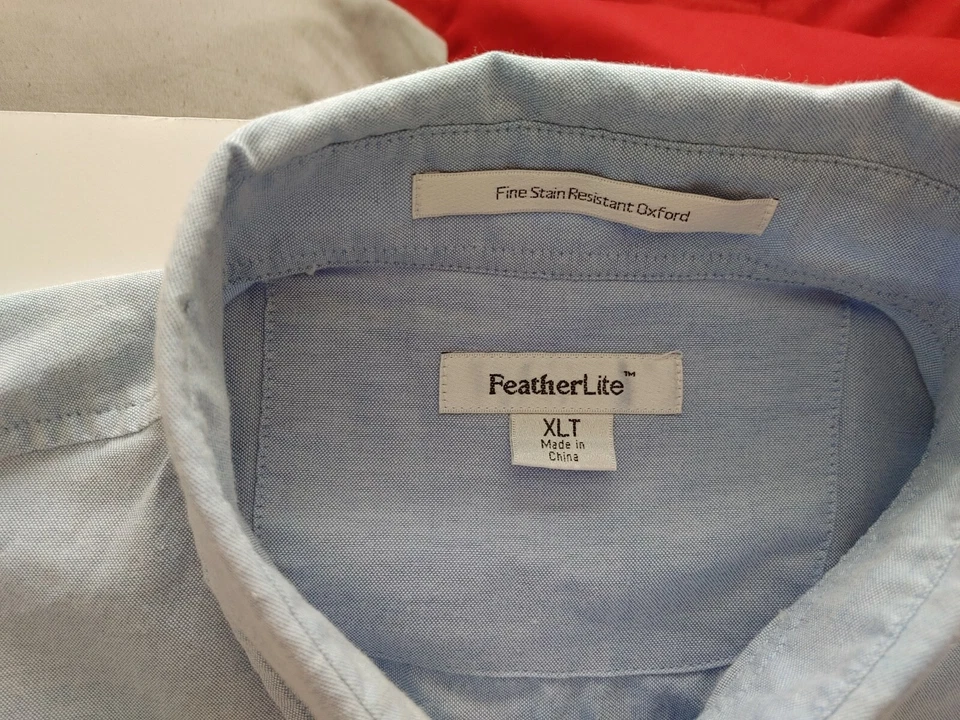 Fine Stain Resistant Oxford
FeatherLite™
XLT
Made in
China